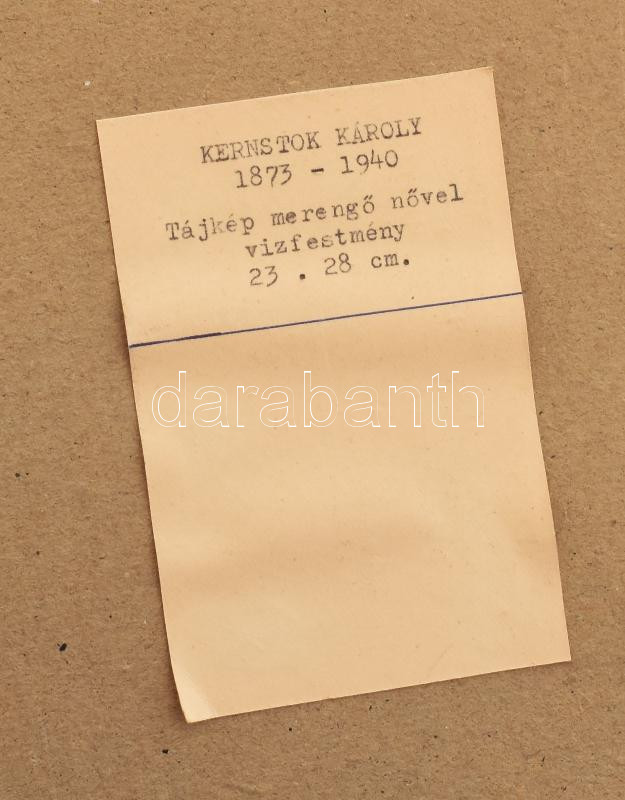 KERNSTOK KÁROLY
1873 - 1940
Tájkép merengő nővel
vizfestmény
23 . 28 cm.
darabanth